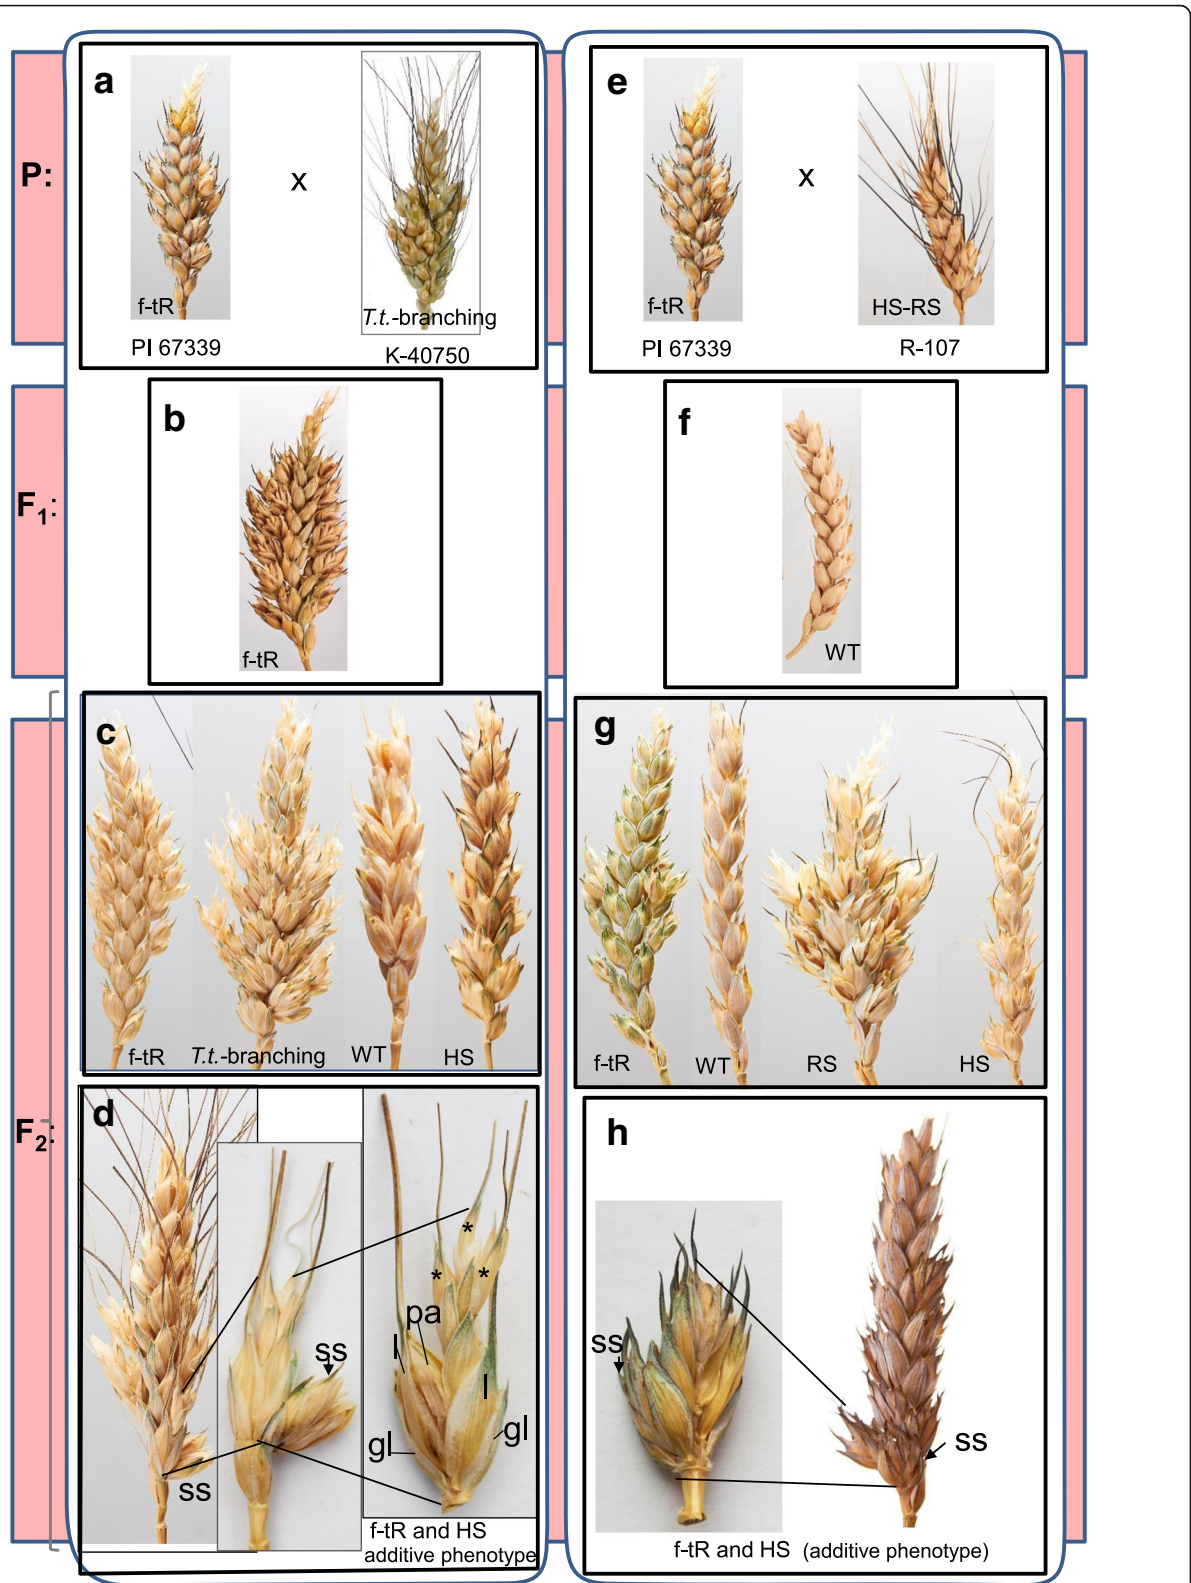 P:
a
x
f-tR
T.t.-branching
PI 67339
K-40750
e
x
f-tR
HS-RS
PI 67339
R-107
F1:
b
f-tR
f
WT
F2:
c
f-tR
T.t.-branching
WT
HS
g
f-tR
WT
RS
HS
d
ss
ss
*
*
*
pa
l
l
gl
gl
f-tR and HS
additive phenotype
h
ss
ss
f-tR and HS (additive phenotype)